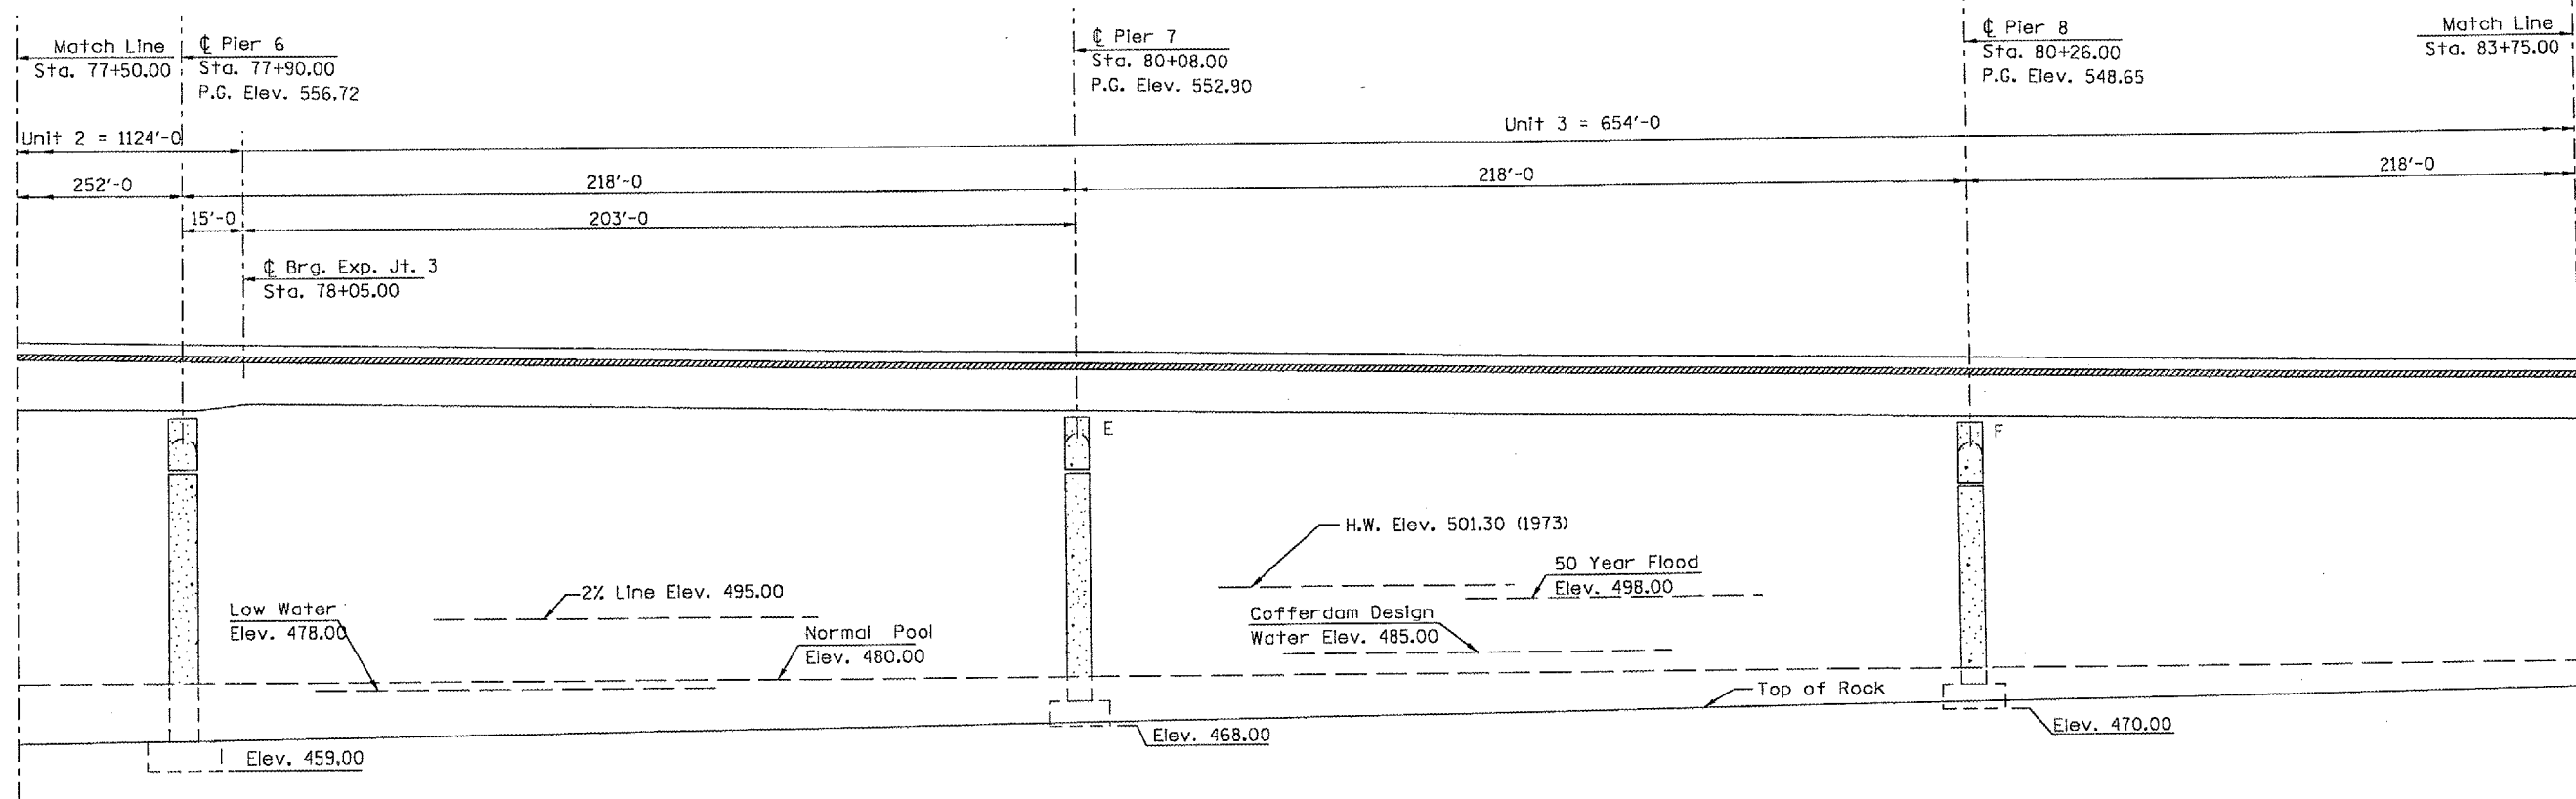 Match Line
Sta. 77+50.00
℄ Pier 6
Sta. 77+90.00
P.G. Elev. 556.72
℄ Pier 7
Sta. 80+08.00
P.G. Elev. 552.90
℄ Pier 8
Sta. 80+26.00
P.G. Elev. 548.65
Match Line
Sta. 83+75.00
Unit 2 = 1124'-0
Unit 3 = 654'-0
252'-0
218'-0
218'-0
218'-0
15'-0
203'-0
℄ Brg. Exp. Jt. 3
Sta. 78+05.00
E
F
H.W. Elev. 501.30 (1973)
50 Year Flood
Elev. 498.00
2% Line Elev. 495.00
Low Water
Elev. 478.00
Normal Pool
Elev. 480.00
Cofferdam Design
Water Elev. 485.00
Top of Rock
Elev. 459.00
Elev. 468.00
Elev. 470.00